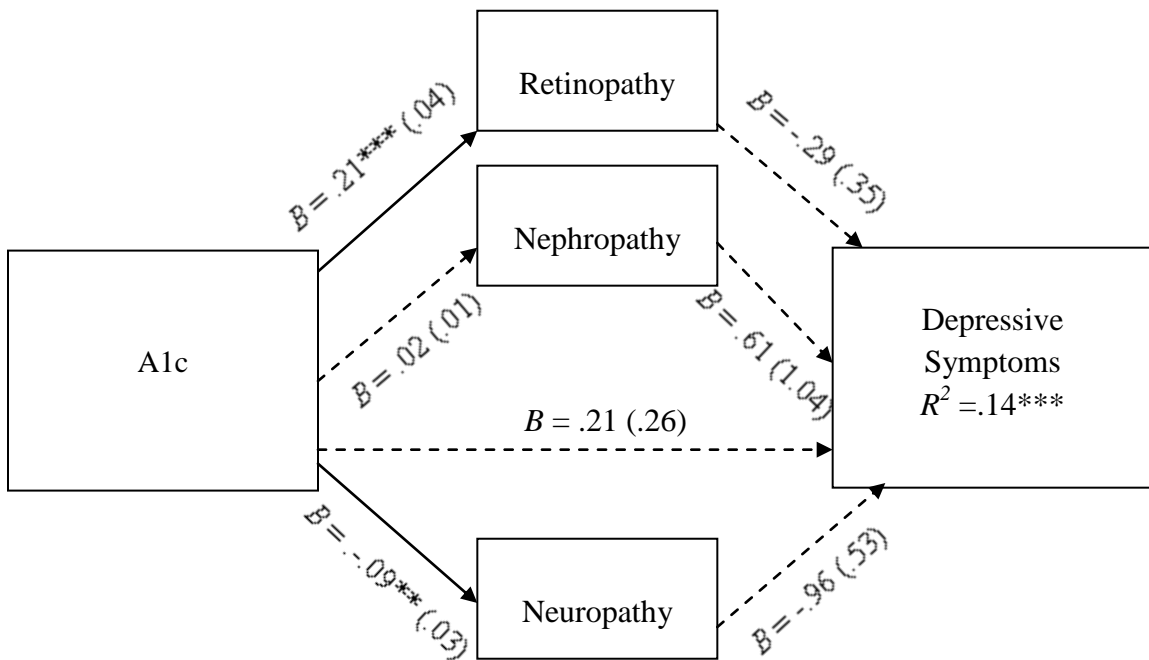 Retinopathy
B = .21*** (.04)
B = -.29 (.35)
Nephropathy
B = .02 (.01)
B = .61 (1.04)
A1c
Depressive
Symptoms
R² =.14***
B = .21 (.26)
B = -.09** (.03)
Neuropathy
B = -.96 (.53)